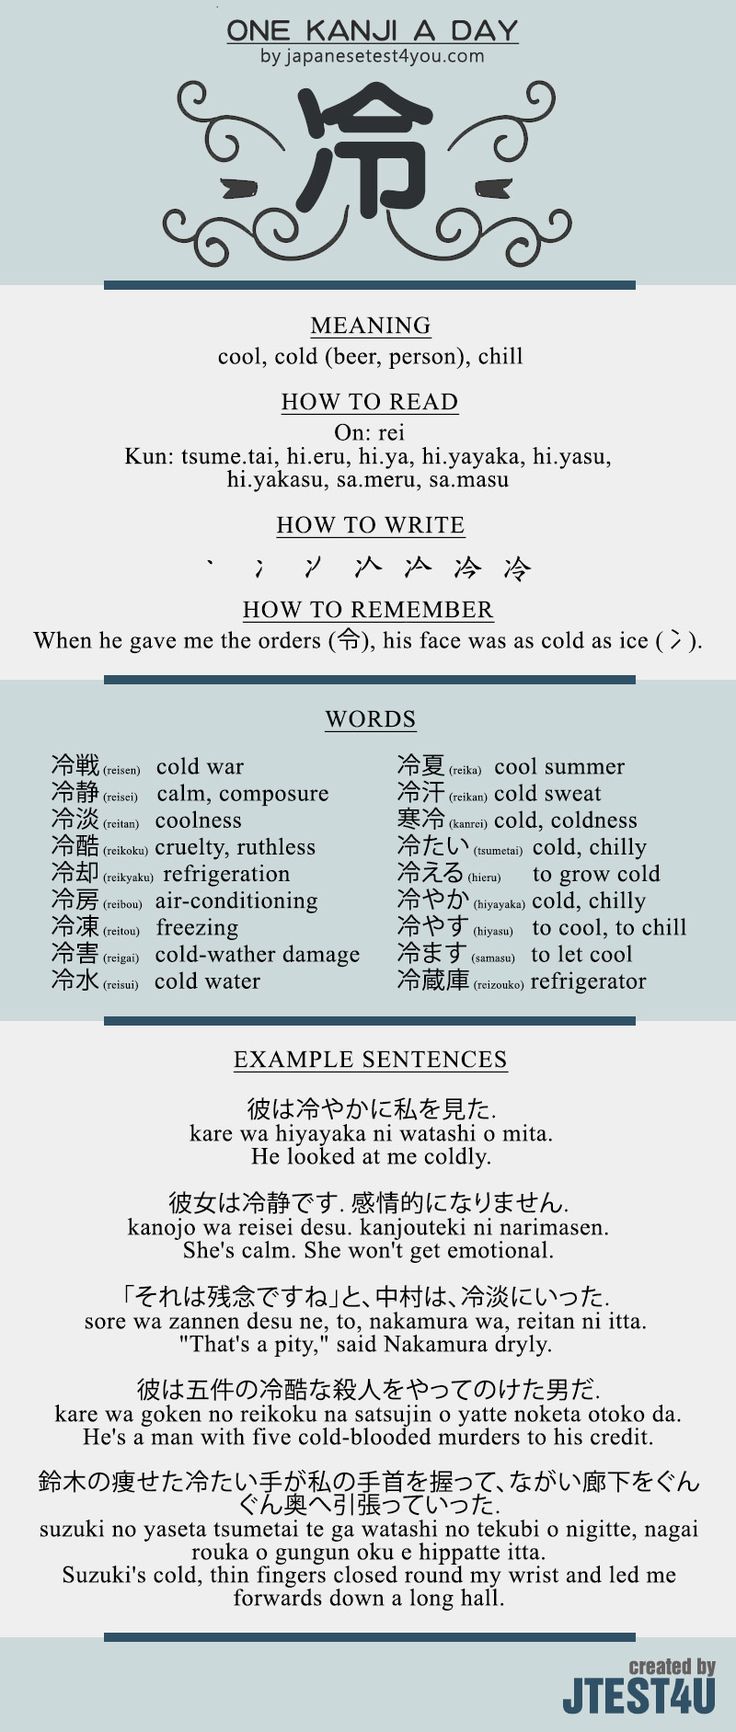 ONE KANJI A DAY
by japanesetest4you.com
冷
MEANING
cool, cold (beer, person), chill
HOW TO READ
On: rei
Kun: tsume.tai, hi.eru, hi.ya, hi.yayaka, hi.yasu,
hi.yakasu, sa.meru, sa.masu
HOW TO WRITE
冷
HOW TO REMEMBER
When he gave me the orders (令), his face was as cold as ice (冫).
WORDS
冷戦 (reisen) cold war
冷静 (reisei) calm, composure
冷淡 (reitan) coolness
冷酷 (reikoku) cruelty, ruthless
冷却 (reikyaku) refrigeration
冷房 (reibou) air-conditioning
冷凍 (reitou) freezing
冷害 (reigai) cold-wather damage
冷水 (reisui) cold water
冷夏 (reika) cool summer
冷汗 (reikan) cold sweat
寒冷 (kanrei) cold, coldness
冷たい (tsumetai) cold, chilly
冷える (hieru) to grow cold
冷やか (hiyayaka) cold, chilly
冷やす (hiyasu) to cool, to chill
冷ます (samasu) to let cool
冷蔵庫 (reizouko) refrigerator
EXAMPLE SENTENCES
彼は冷やかに私を見た.
kare wa hiyayaka ni watashi o mita.
He looked at me coldly.
彼女は冷静です. 感情的になりません.
kanojo wa reisei desu. kanjouteki ni narimasen.
She's calm. She won't get emotional.
「それは残念ですね」と、中村は、冷淡にいった.
sore wa zannen desu ne, to, nakamura wa, reitan ni itta.
"That's a pity," said Nakamura dryly.
彼は五件の冷酷な殺人をやってのけた男だ.
kare wa goken no reikoku na satsujin o yatte noketa otoko da.
He's a man with five cold-blooded murders to his credit.
鈴木の痩せた冷たい手が私の手首を握って、ながい廊下をぐん
ぐん奥へ引張っていった.
suzuki no yaseta tsumetai te ga watashi no tekubi o nigitte, nagai
rouka o gungun oku e hippatte itta.
Suzuki's cold, thin fingers closed round my wrist and led me
forwards down a long hall.
created by
JTEST4U